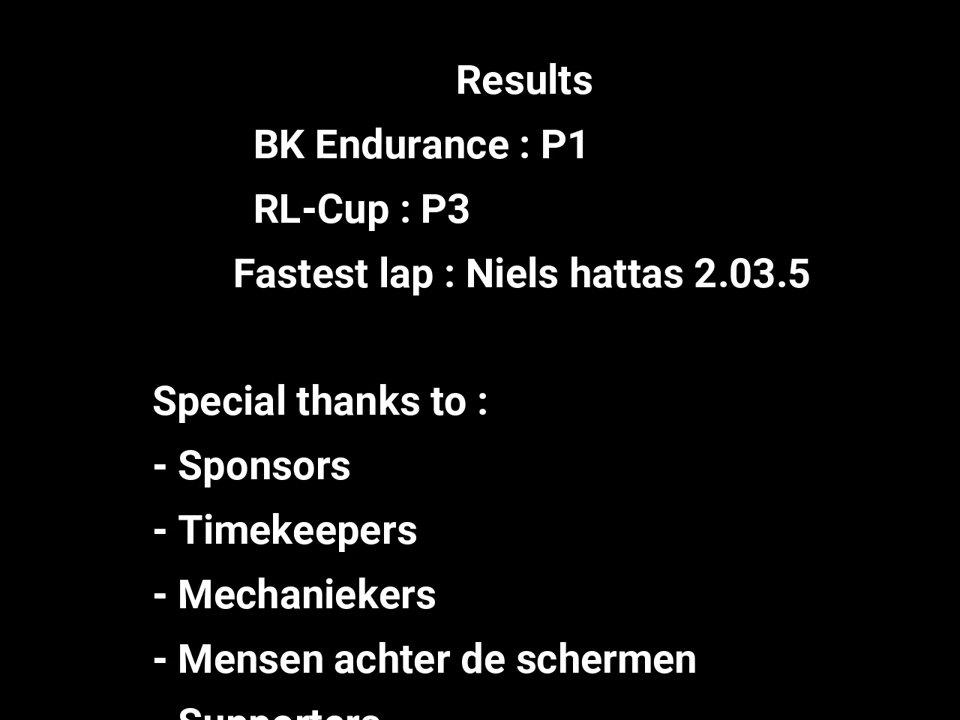 Results
BK Endurance : P1
RL-Cup : P3
Fastest lap : Niels hattas 2.03.5
Special thanks to :
- Sponsors
- Timekeepers
- Mechaniekers
- Mensen achter de schermen
- Supporters